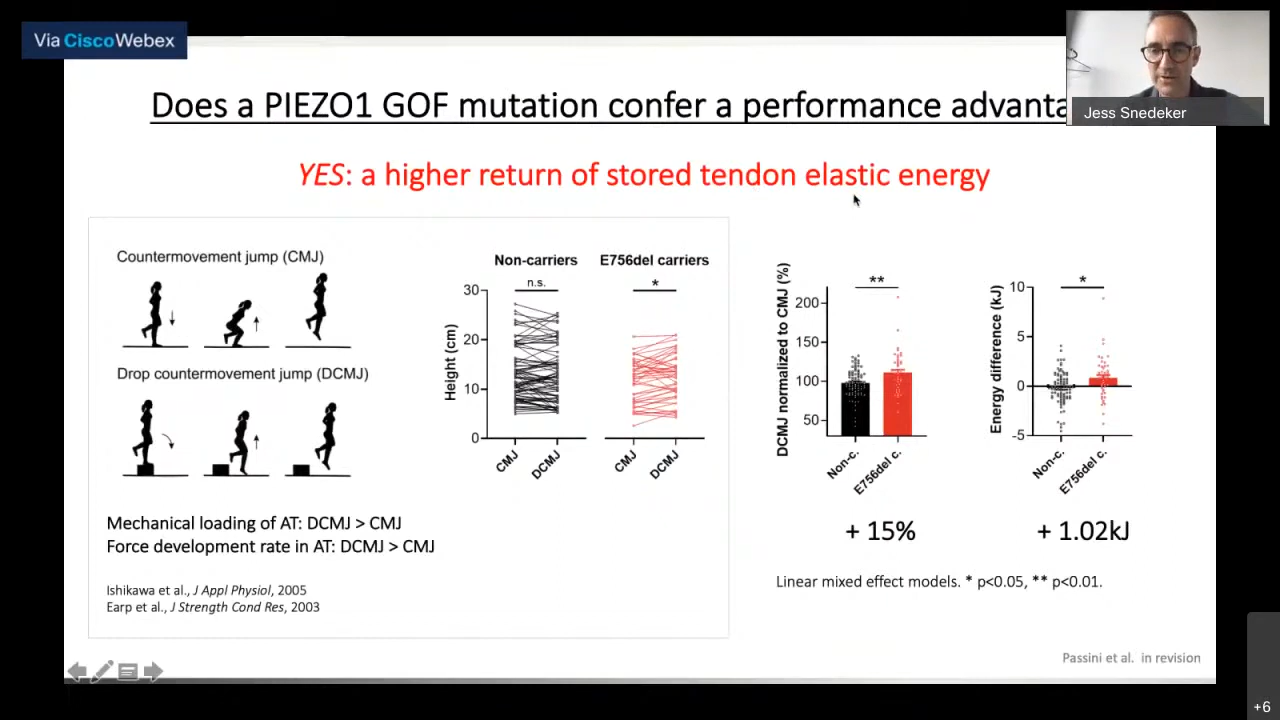 Via Cisco Webex
Jess Snedeker
Does a PIEZO1 GOF mutation confer a performance advanta
YES: a higher return of stored tendon elastic energy
Countermovement jump (CMJ)
Drop countermovement jump (DCMJ)
Non-carriers
E756del carriers
n.s.
*
Height (cm)
30
20
10
0
CMJ
DCMJ
CMJ
DCMJ
Mechanical loading of AT: DCMJ > CMJ
Force development rate in AT: DCMJ > CMJ
Ishikawa et al., J Appl Physiol, 2005
Earp et al., J Strength Cond Res, 2003
DCMJ normalized to CMJ (%)
**
200
150
100
50
Non-c.
E756del c.
+ 15%
Energy difference (kJ)
*
10
5
0
-5
Non-c.
E756del c.
+ 1.02kJ
Linear mixed effect models. * p<0.05, ** p<0.01.
Passini et al. in revision
+6